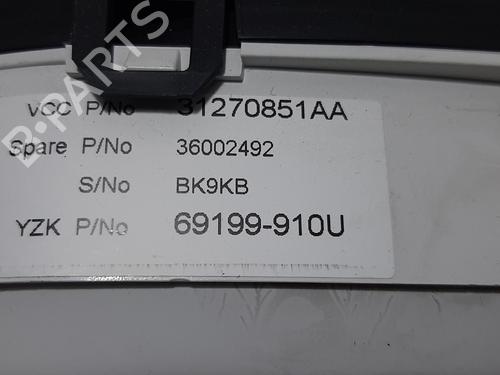 B-PARTS
VCC P/No 31270851AA
Spare P/No 36002492
S/No BK9KB
YZK P/No 69199-910U